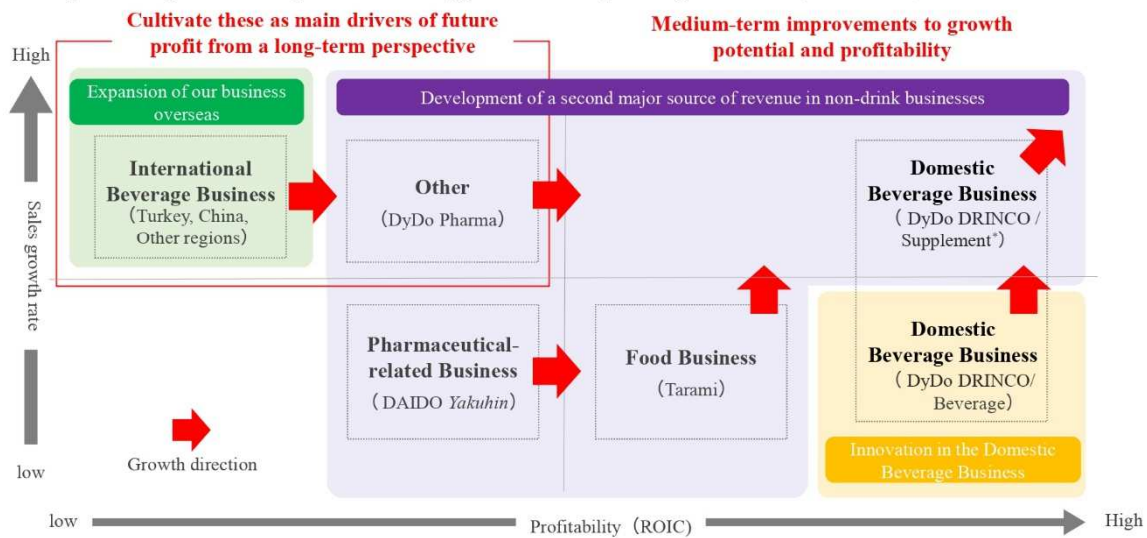 Cultivate these as main drivers of future
profit from a long-term perspective
Medium-term improvements to growth
potential and profitability
High
Expansion of our business
overseas
Development of a second major source of revenue in non-drink businesses
International
Beverage Business
(Turkey, China,
Other regions)
Other
(DyDo Pharma)
Domestic
Beverage Business
( DyDo DRINCO /
Supplement*)
Sales growth rate
Pharmaceutical-
related Business
( DAIDO Yakuhin)
Food Business
(Tarami)
Domestic
Beverage Business
( DyDo DRINCO/
Beverage)
Growth direction
Innovation in the Domestic
Beverage Business
low
low
Profitability (ROIC)
High